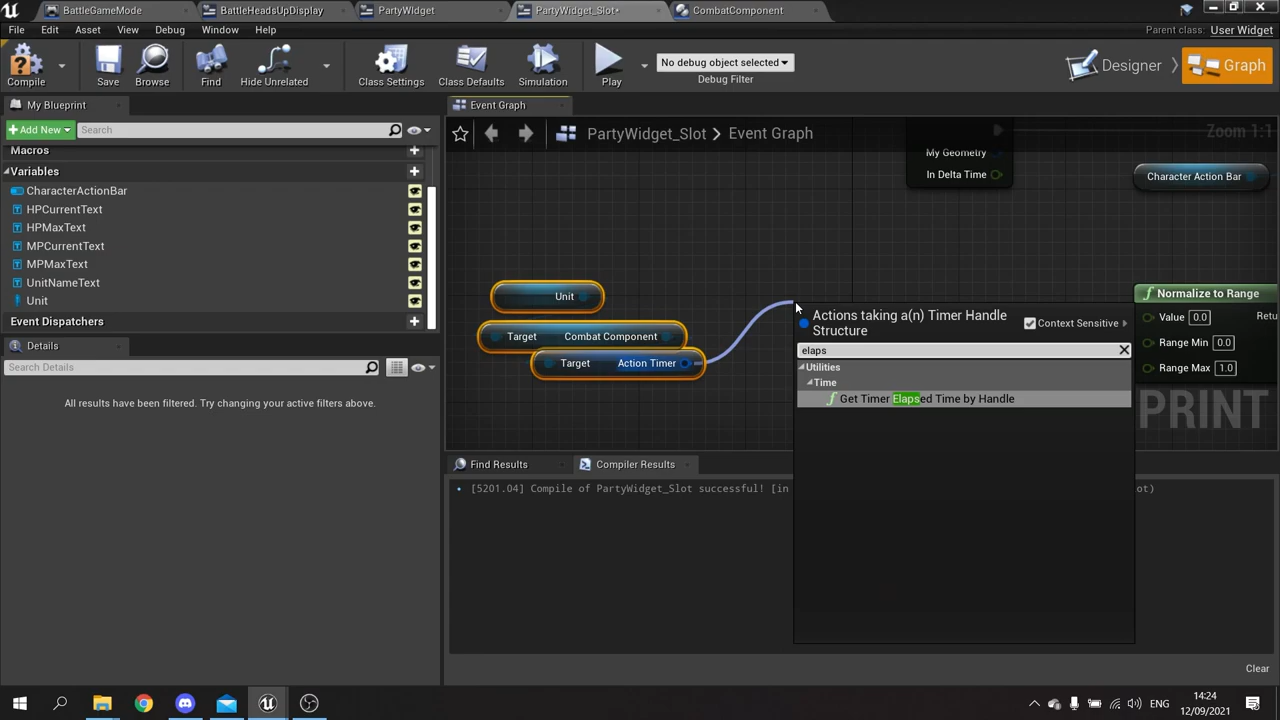 BattleGameMode
BattleHeadsUpDisplay
PartyWidget
PartyWidget_Slot*
CombatComponent
File Edit Asset View Debug Window Help
Parent class: User Widget
Compile
Save
Browse
Find
Hide Unrelated
Class Settings
Class Defaults
Simulation
Play
No debug object selected
Debug Filter
Designer
Graph
My Blueprint
Add New
Search
Macros
Variables
CharacterActionBar
HPCurrentText
HPMaxText
MPCurrentText
MPMaxText
UnitNameText
Unit
Event Dispatchers
Details
Search Details
All results have been filtered. Try changing your active filters above.
Event Graph
PartyWidget_Slot > Event Graph
Zoom 1:1
My Geometry
In Delta Time
Character Action Bar
Unit
Target Combat Component
Target Action Timer
Normalize to Range
Value 0.0
Retu
Range Min 0.0
Range Max 1.0
PRINT
Actions taking a(n) Timer Handle
Structure
Context Sensitive
elaps
Utilities
Time
Get Timer Elapsed Time by Handle
Find Results
Compiler Results
[5201.04] Compile of PartyWidget_Slot successful! [in
ot)
Clear
ENG
14:24
12/09/2021